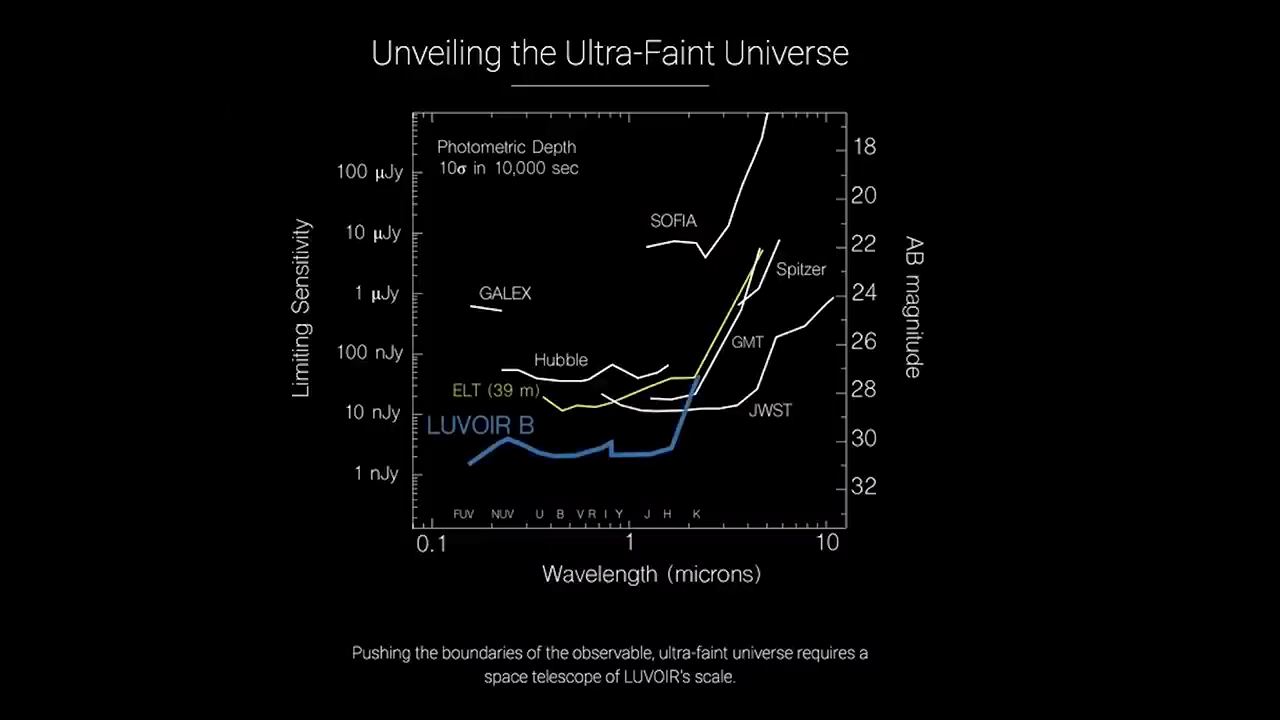 Unveiling the Ultra-Faint Universe
Photometric Depth
10σ in 10,000 sec
Limiting Sensitivity
100 μJy
10 μJy
1 μJy
100 nJy
10 nJy
1 nJy
18
20
22
24
26
28
30
32
AB magnitude
SOFIA
Spitzer
GALEX
GMT
Hubble
ELT (39 m)
JWST
LUVOIR B
FUV NUV U B V R I Y J H K
0.1 1 10
Wavelength (microns)
Pushing the boundaries of the observable, ultra-faint universe requires a
space telescope of LUVOIR's scale.